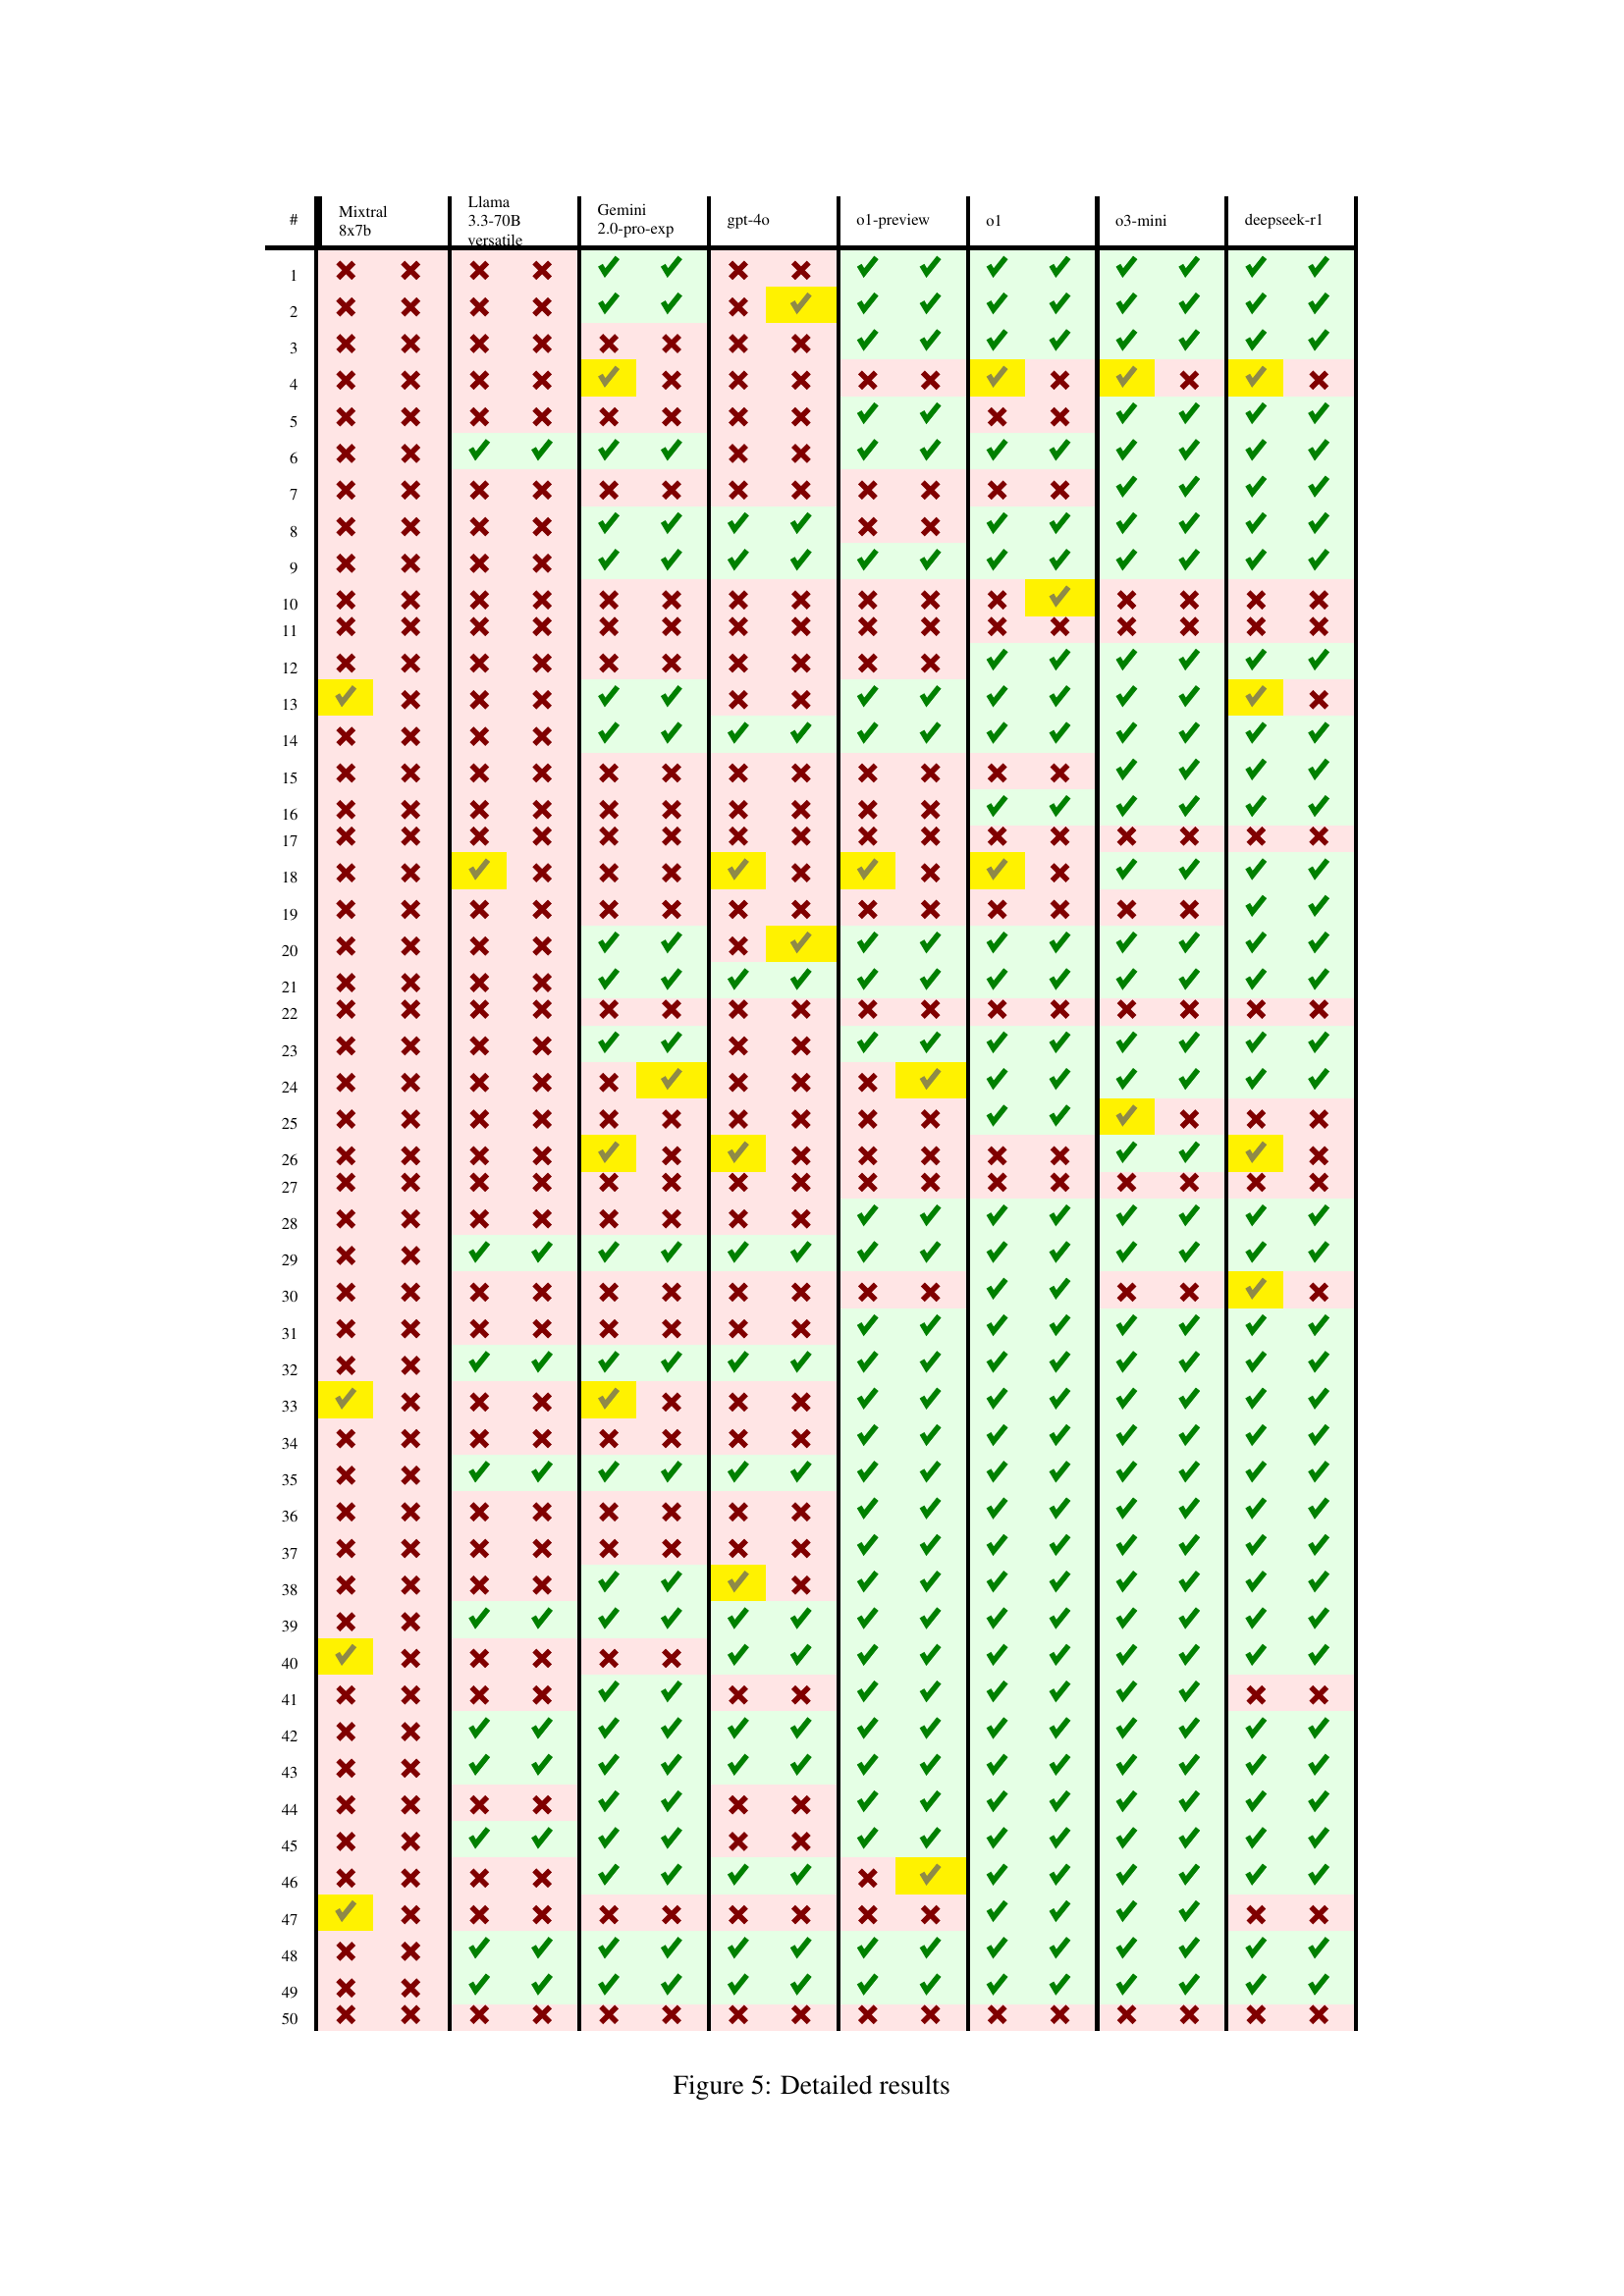 # Mixtral 8x7b Llama 3.3-70B versatile Gemini 2.0-pro-exp gpt-4o o1-preview o1 o3-mini deepseek-r1
1 ✘ ✘ ✘ ✘ ✓ ✓ ✘ ✘ ✓ ✓ ✓ ✓ ✓ ✓ ✓ ✓
2 ✘ ✘ ✘ ✘ ✓ ✓ ✘ ✓ ✓ ✓ ✓ ✓ ✓ ✓ ✓ ✓
3 ✘ ✘ ✘ ✘ ✘ ✘ ✘ ✘ ✓ ✓ ✓ ✓ ✓ ✓ ✓ ✓
4 ✘ ✘ ✘ ✘ ✓ ✘ ✘ ✘ ✘ ✘ ✓ ✘ ✓ ✘ ✓ ✘
5 ✘ ✘ ✘ ✘ ✘ ✘ ✘ ✘ ✓ ✓ ✘ ✘ ✓ ✓ ✓ ✓
6 ✘ ✘ ✓ ✓ ✓ ✓ ✘ ✘ ✓ ✓ ✓ ✓ ✓ ✓ ✓ ✓
7 ✘ ✘ ✘ ✘ ✘ ✘ ✘ ✘ ✘ ✘ ✘ ✘ ✓ ✓ ✓ ✓
8 ✘ ✘ ✘ ✘ ✓ ✓ ✓ ✓ ✘ ✘ ✓ ✓ ✓ ✓ ✓ ✓
9 ✘ ✘ ✘ ✘ ✓ ✓ ✓ ✓ ✓ ✓ ✓ ✓ ✓ ✓ ✓ ✓
10 ✘ ✘ ✘ ✘ ✘ ✘ ✘ ✘ ✘ ✘ ✘ ✓ ✘ ✘ ✘ ✘
11 ✘ ✘ ✘ ✘ ✘ ✘ ✘ ✘ ✘ ✘ ✘ ✘ ✘ ✘ ✘ ✘
12 ✘ ✘ ✘ ✘ ✘ ✘ ✘ ✘ ✘ ✘ ✓ ✓ ✓ ✓ ✓ ✓
13 ✓ ✘ ✘ ✘ ✓ ✓ ✘ ✘ ✓ ✓ ✓ ✓ ✓ ✓ ✓ ✘
14 ✘ ✘ ✘ ✘ ✓ ✓ ✓ ✓ ✓ ✓ ✓ ✓ ✓ ✓ ✓ ✓
15 ✘ ✘ ✘ ✘ ✘ ✘ ✘ ✘ ✘ ✘ ✘ ✘ ✓ ✓ ✓ ✓
16 ✘ ✘ ✘ ✘ ✘ ✘ ✘ ✘ ✘ ✘ ✓ ✓ ✓ ✓ ✓ ✓
17 ✘ ✘ ✘ ✘ ✘ ✘ ✘ ✘ ✘ ✘ ✘ ✘ ✘ ✘ ✘ ✘
18 ✘ ✘ ✓ ✘ ✘ ✘ ✓ ✘ ✓ ✘ ✓ ✘ ✓ ✓ ✓ ✓
19 ✘ ✘ ✘ ✘ ✘ ✘ ✘ ✘ ✘ ✘ ✘ ✘ ✘ ✘ ✓ ✓
20 ✘ ✘ ✘ ✘ ✓ ✓ ✘ ✓ ✓ ✓ ✓ ✓ ✓ ✓ ✓ ✓
21 ✘ ✘ ✘ ✘ ✓ ✓ ✓ ✓ ✓ ✓ ✓ ✓ ✓ ✓ ✓ ✓
22 ✘ ✘ ✘ ✘ ✘ ✘ ✘ ✘ ✘ ✘ ✘ ✘ ✘ ✘ ✘ ✘
23 ✘ ✘ ✘ ✘ ✓ ✓ ✘ ✘ ✓ ✓ ✓ ✓ ✓ ✓ ✓ ✓
24 ✘ ✘ ✘ ✘ ✘ ✓ ✘ ✘ ✘ ✓ ✓ ✓ ✓ ✓ ✓ ✓
25 ✘ ✘ ✘ ✘ ✘ ✘ ✘ ✘ ✘ ✘ ✓ ✓ ✓ ✘ ✘ ✘
26 ✘ ✘ ✘ ✘ ✓ ✘ ✓ ✘ ✘ ✘ ✘ ✘ ✓ ✓ ✓ ✘
27 ✘ ✘ ✘ ✘ ✘ ✘ ✘ ✘ ✘ ✘ ✘ ✘ ✘ ✘ ✘ ✘
28 ✘ ✘ ✘ ✘ ✘ ✘ ✘ ✘ ✓ ✓ ✓ ✓ ✓ ✓ ✓ ✓
29 ✘ ✘ ✓ ✓ ✓ ✓ ✓ ✓ ✓ ✓ ✓ ✓ ✓ ✓ ✓ ✓
30 ✘ ✘ ✘ ✘ ✘ ✘ ✘ ✘ ✘ ✘ ✓ ✓ ✘ ✘ ✓ ✘
31 ✘ ✘ ✘ ✘ ✘ ✘ ✘ ✘ ✓ ✓ ✓ ✓ ✓ ✓ ✓ ✓
32 ✘ ✘ ✓ ✓ ✓ ✓ ✓ ✓ ✓ ✓ ✓ ✓ ✓ ✓ ✓ ✓
33 ✓ ✘ ✘ ✘ ✓ ✘ ✘ ✘ ✓ ✓ ✓ ✓ ✓ ✓ ✓ ✓
34 ✘ ✘ ✘ ✘ ✘ ✘ ✘ ✘ ✓ ✓ ✓ ✓ ✓ ✓ ✓ ✓
35 ✘ ✘ ✓ ✓ ✓ ✓ ✓ ✓ ✓ ✓ ✓ ✓ ✓ ✓ ✓ ✓
36 ✘ ✘ ✘ ✘ ✘ ✘ ✘ ✘ ✓ ✓ ✓ ✓ ✓ ✓ ✓ ✓
37 ✘ ✘ ✘ ✘ ✘ ✘ ✘ ✘ ✓ ✓ ✓ ✓ ✓ ✓ ✓ ✓
38 ✘ ✘ ✘ ✘ ✓ ✓ ✓ ✘ ✓ ✓ ✓ ✓ ✓ ✓ ✓ ✓
39 ✘ ✘ ✓ ✓ ✓ ✓ ✓ ✓ ✓ ✓ ✓ ✓ ✓ ✓ ✓ ✓
40 ✓ ✘ ✘ ✘ ✘ ✘ ✓ ✓ ✓ ✓ ✓ ✓ ✓ ✓ ✓ ✓
41 ✘ ✘ ✘ ✘ ✓ ✓ ✘ ✘ ✓ ✓ ✓ ✓ ✓ ✓ ✘ ✘
42 ✘ ✘ ✓ ✓ ✓ ✓ ✓ ✓ ✓ ✓ ✓ ✓ ✓ ✓ ✓ ✓
43 ✘ ✘ ✓ ✓ ✓ ✓ ✓ ✓ ✓ ✓ ✓ ✓ ✓ ✓ ✓ ✓
44 ✘ ✘ ✘ ✘ ✓ ✓ ✘ ✘ ✓ ✓ ✓ ✓ ✓ ✓ ✓ ✓
45 ✘ ✘ ✓ ✓ ✓ ✓ ✘ ✘ ✓ ✓ ✓ ✓ ✓ ✓ ✓ ✓
46 ✘ ✘ ✘ ✘ ✓ ✓ ✓ ✓ ✘ ✓ ✓ ✓ ✓ ✓ ✓ ✓
47 ✓ ✘ ✘ ✘ ✘ ✘ ✘ ✘ ✘ ✘ ✓ ✓ ✓ ✓ ✘ ✘
48 ✘ ✘ ✓ ✓ ✓ ✓ ✓ ✓ ✓ ✓ ✓ ✓ ✓ ✓ ✓ ✓
49 ✘ ✘ ✓ ✓ ✓ ✓ ✓ ✓ ✓ ✓ ✓ ✓ ✓ ✓ ✓ ✓
50 ✘ ✘ ✘ ✘ ✘ ✘ ✘ ✘ ✘ ✘ ✘ ✘ ✘ ✘ ✘ ✘
Figure 5: Detailed results